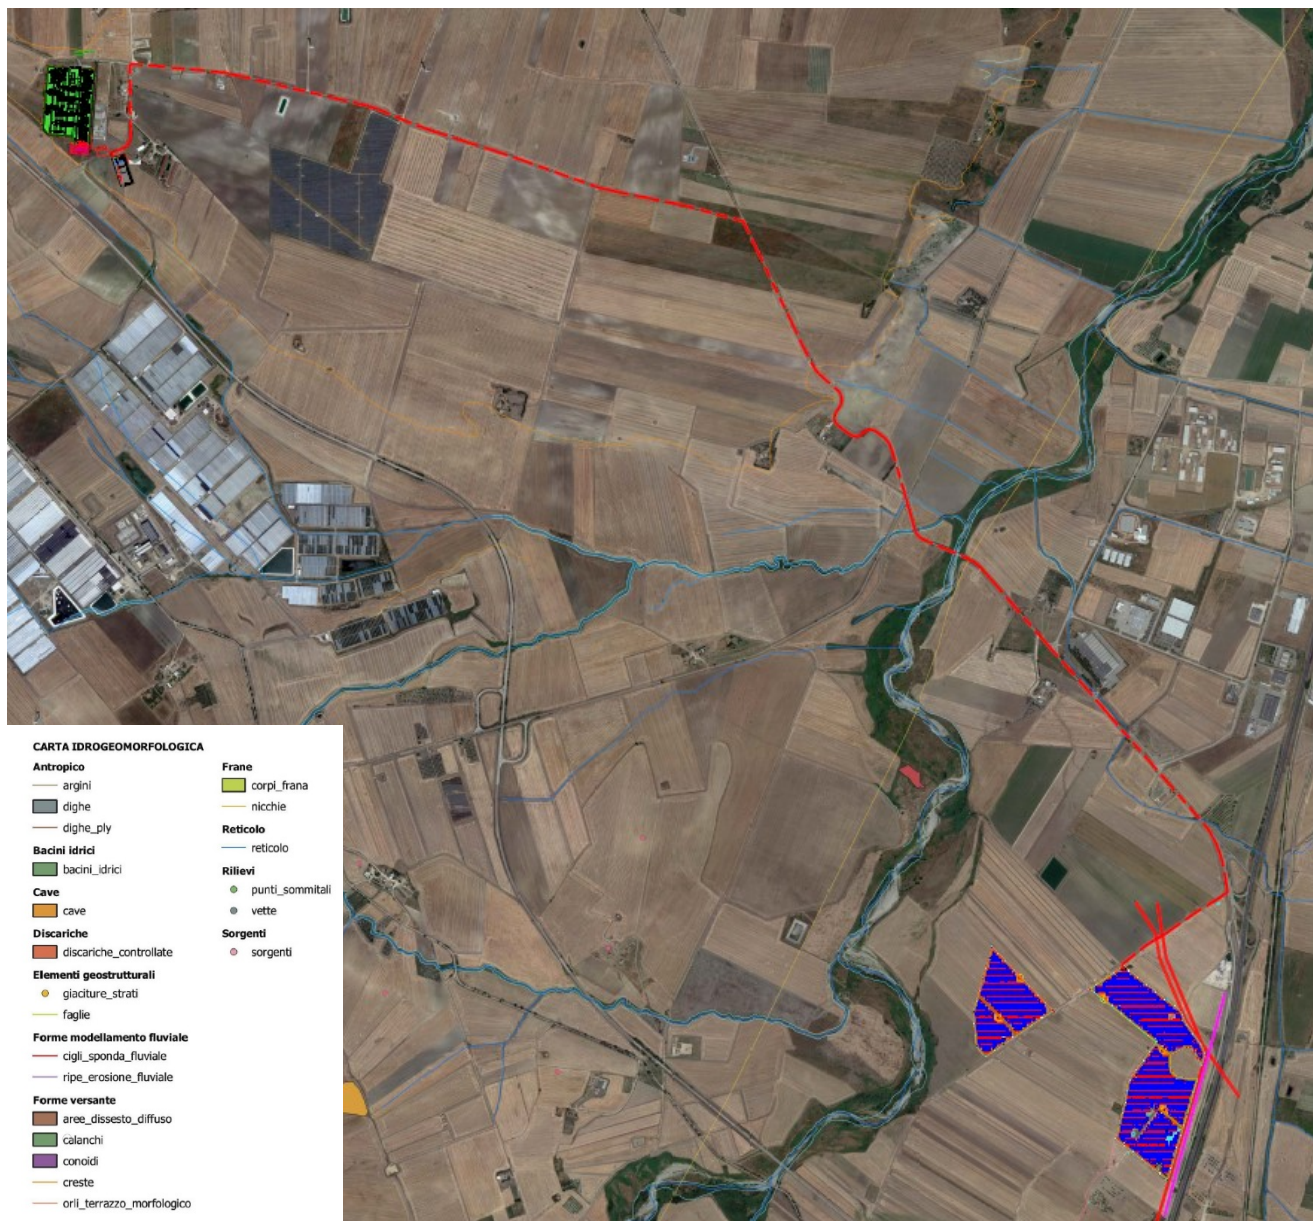 CARTA IDROGEOMORFOLOGICA
Antropico
argini
dighe
dighe_ply
Bacini idrici
bacini_idrici
Cave
cave
Discariche
discariche_controllate
Elementi geostrutturali
giaciture_strati
faglie
Forme modellamento fluviale
cigli_sponda_fluviale
ripe_erosione_fluviale
Forme versante
aree_dissesto_diffuso
calanchi
conoidi
creste
orli_terrazzo_morfologico
Frane
corpi_frana
nicchie
Reticolo
reticolo
Rilievi
punti_sommitali
vette
Sorgenti
sorgenti